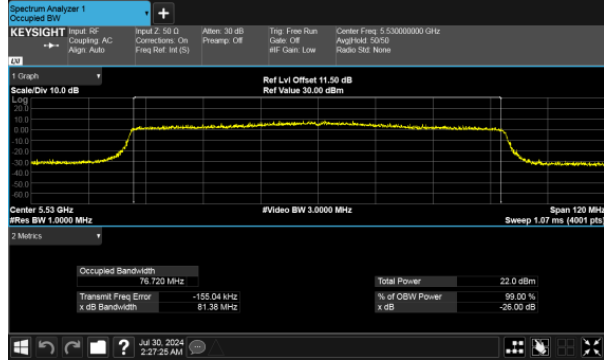 Spectrum Analyzer 1
Occupied BW
+
KEYSIGHT
Input: RF
Coupling: AC
Align: Auto
Input Z: 50 Ω
Corrections: On
Freq Ref: Int (S)
Atten: 30 dB
Preamp: Off
Trig: Free Run
Gate: Off
#IF Gain: Low
Center Freq: 5.530000000 GHz
Avg|Hold: 50/50
Radio Std: None
LXI
1 Graph
Scale/Div 10.0 dB
Ref Lvl Offset 11.50 dB
Ref Value 30.00 dBm
Log
20.0
10.0
0.00
-10.0
-20.0
-30.0
-40.0
-50.0
-60.0
Center 5.53 GHz
#Video BW 3.0000 MHz
Span 120 MHz
#Res BW 1.0000 MHz
Sweep 1.07 ms (4001 pts)
2 Metrics
Occupied Bandwidth
76.720 MHz
Total Power 22.0 dBm
Transmit Freq Error -155.04 kHz
% of OBW Power 99.00 %
x dB Bandwidth 81.38 MHz
x dB -26.00 dB
?
Jul 30, 2024
2:27:25 AM